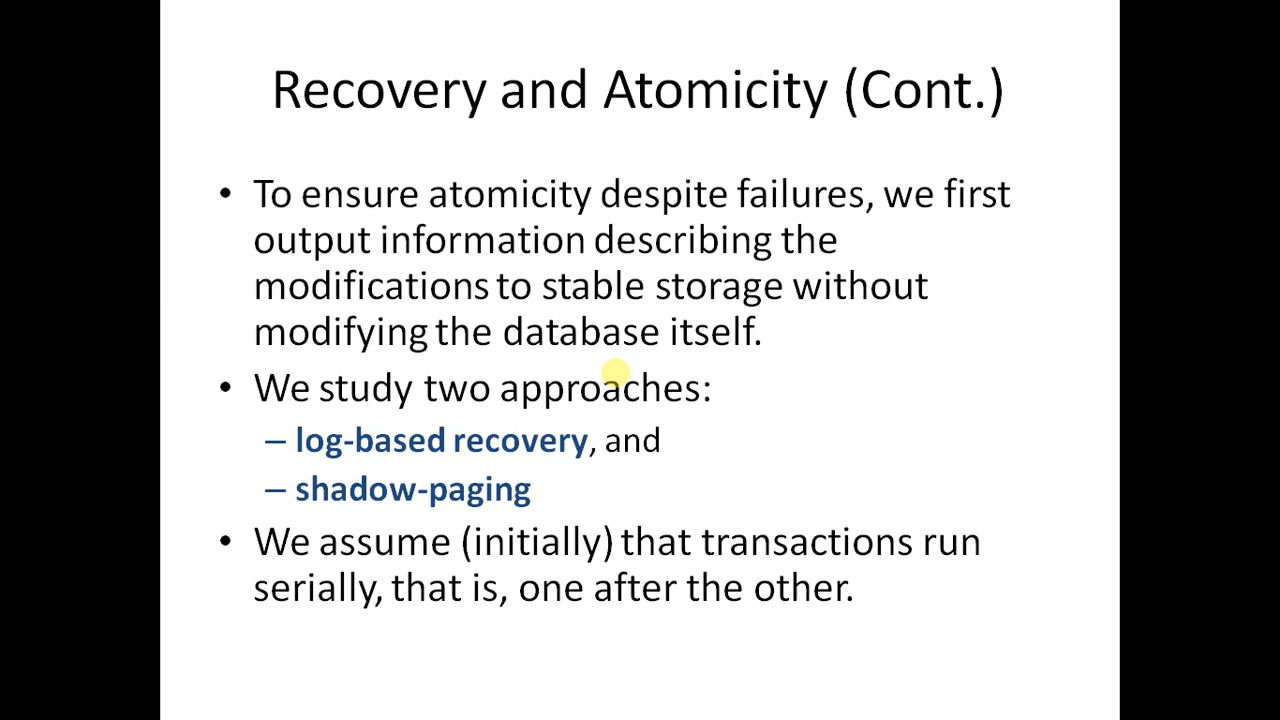 Recovery and Atomicity (Cont.)
• To ensure atomicity despite failures, we first
output information describing the
modifications to stable storage without
modifying the database itself.
• We study two approaches:
– log-based recovery, and
– shadow-paging
• We assume (initially) that transactions run
serially, that is, one after the other.